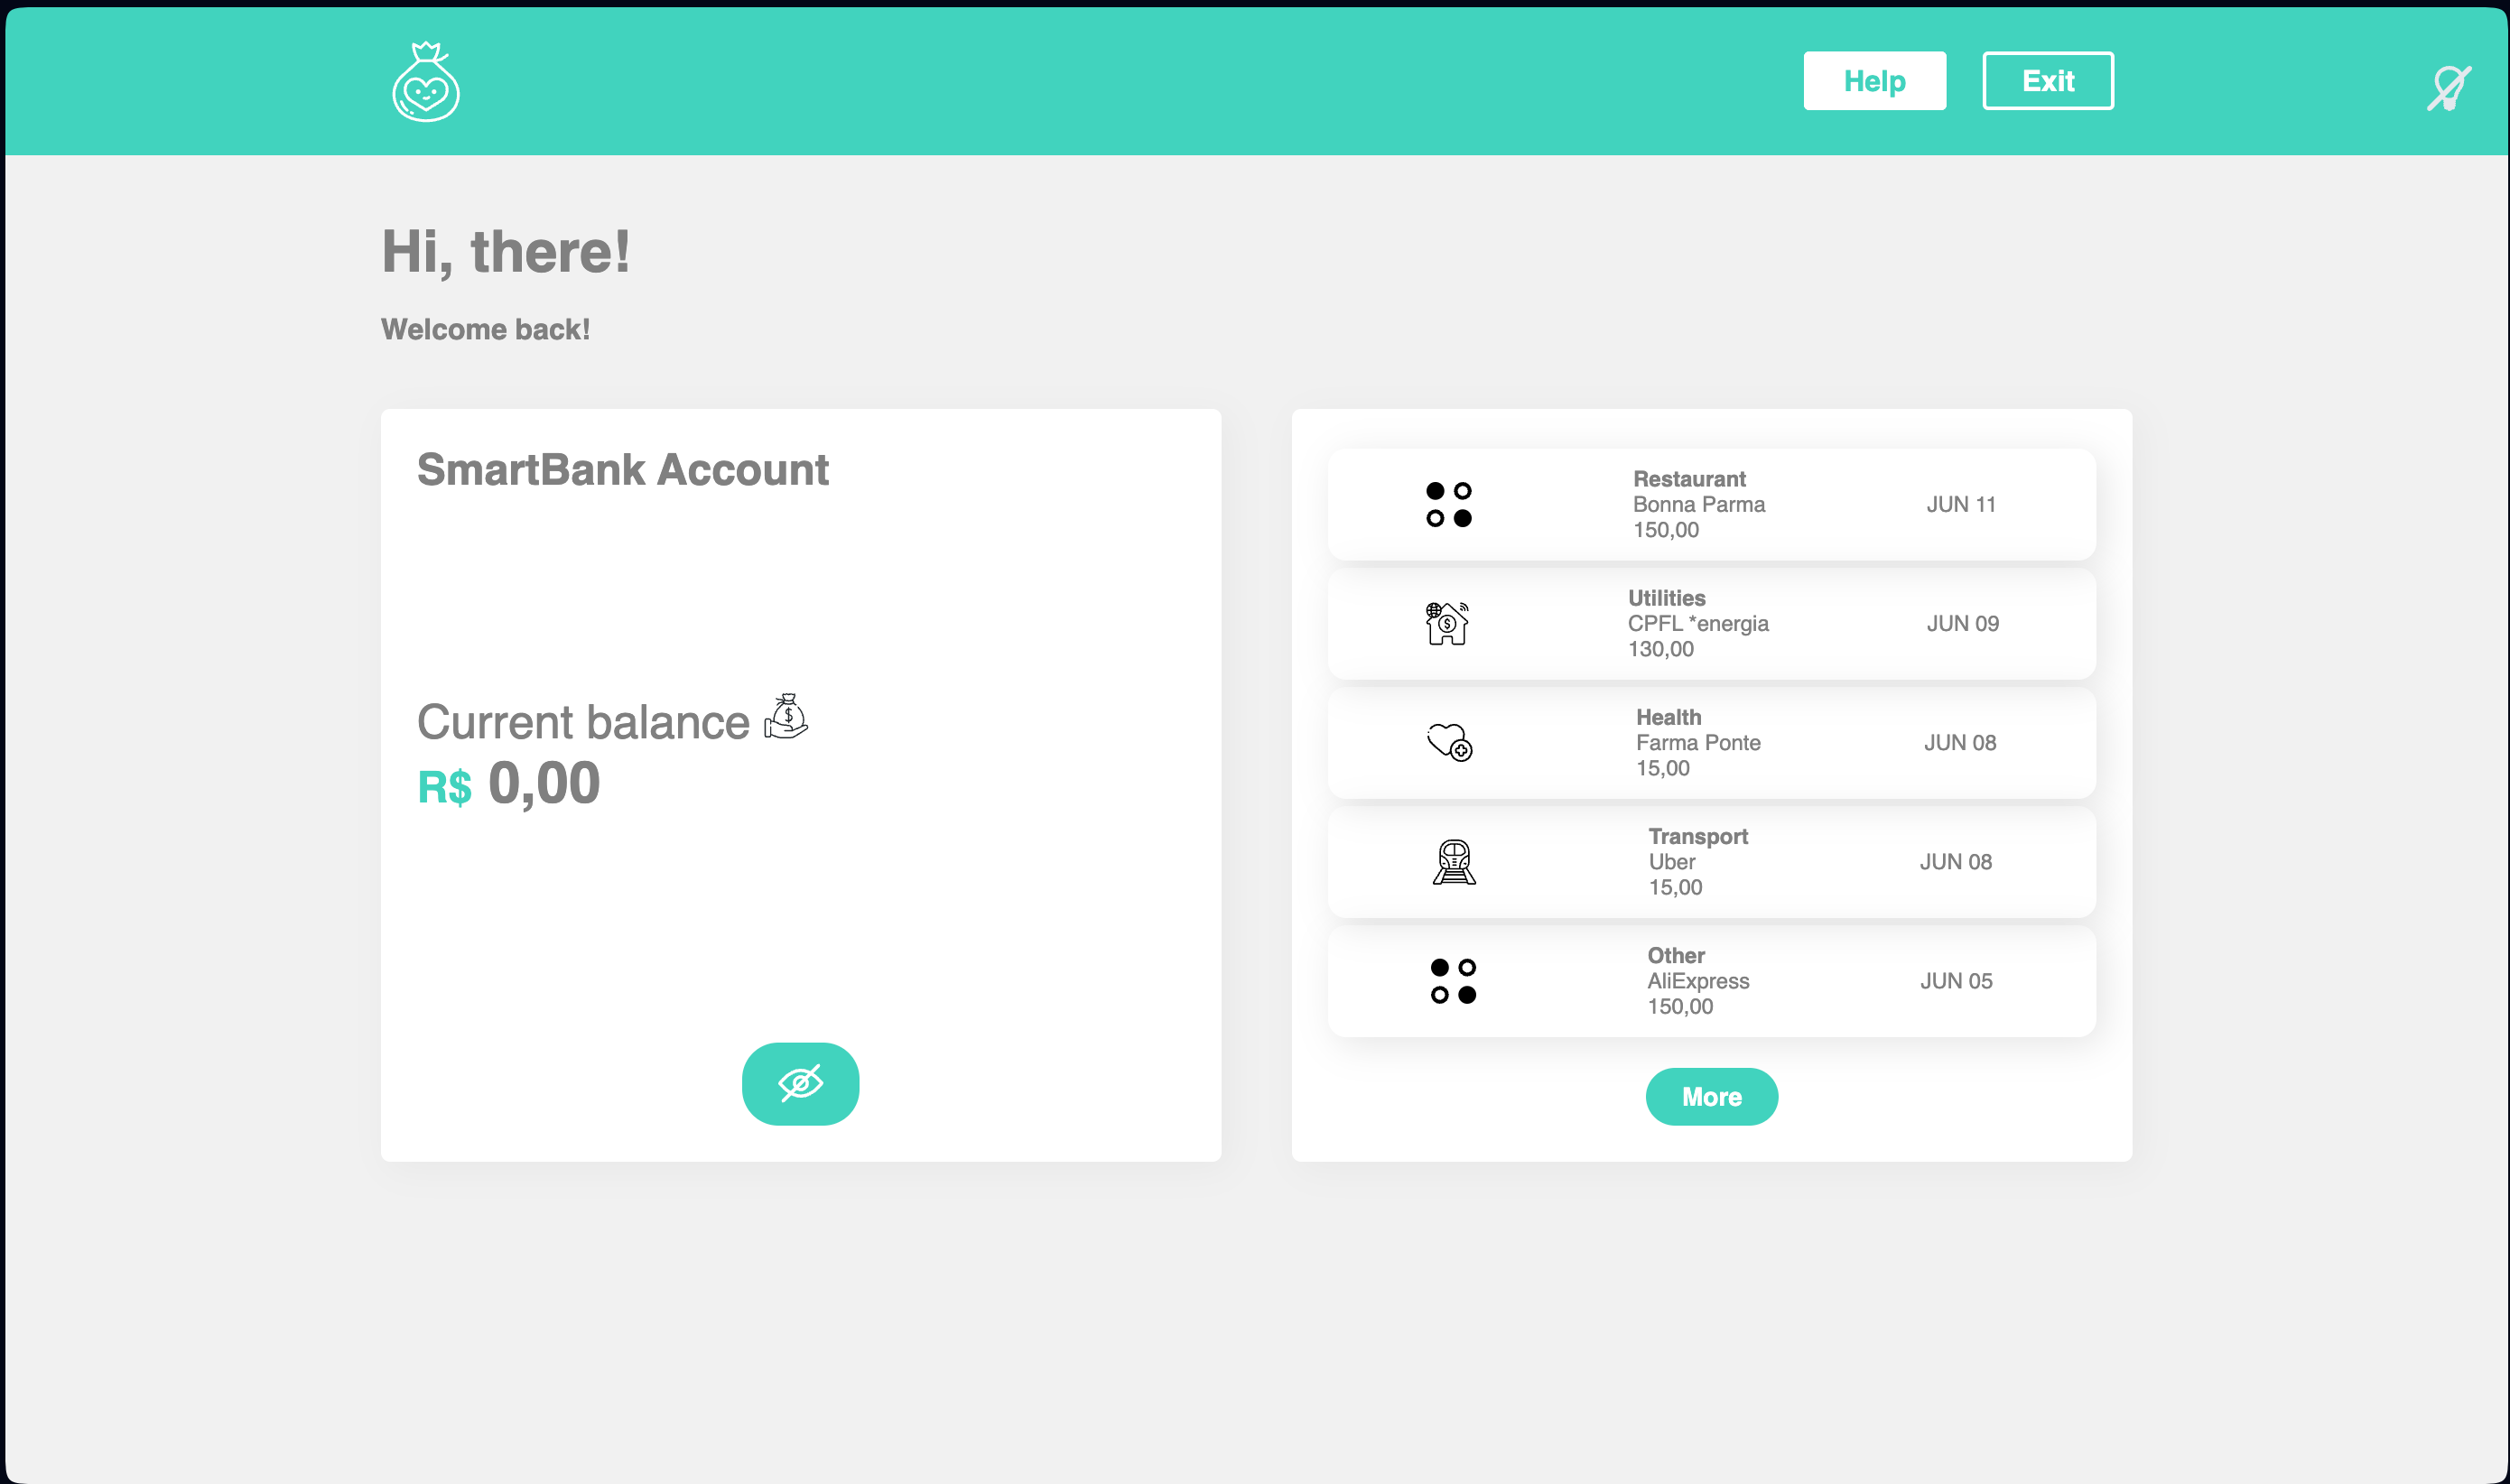 Help
Exit
Hi, there!
Welcome back!
SmartBank Account
Current balance
R$ 0,00
Restaurant
Bonna Parma
150,00
JUN 11
Utilities
CPFL *energia
130,00
JUN 09
Health
Farma Ponte
15,00
JUN 08
Transport
Uber
15,00
JUN 08
Other
AliExpress
150,00
JUN 05
More